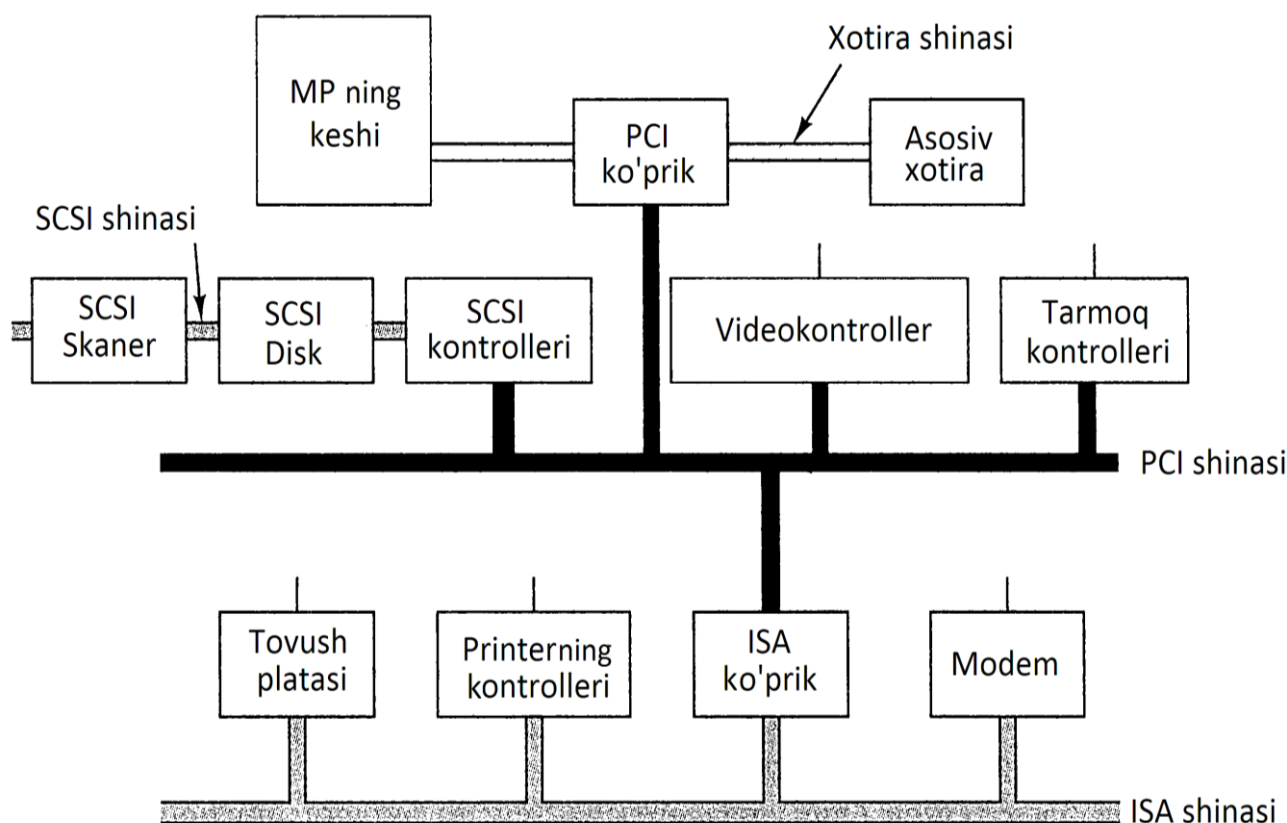 Xotira shinasi
MP ning
keshi
PCI
ko'prik
Asosiv
xotira
SCSI shinasi
SCSI
Skaner
SCSI
Disk
SCSI
kontrolleri
Videokontroller
Tarmoq
kontrolleri
PCI shinasi
Tovush
platasi
Printerning
kontrolleri
ISA
ko'prik
Modem
ISA shinasi